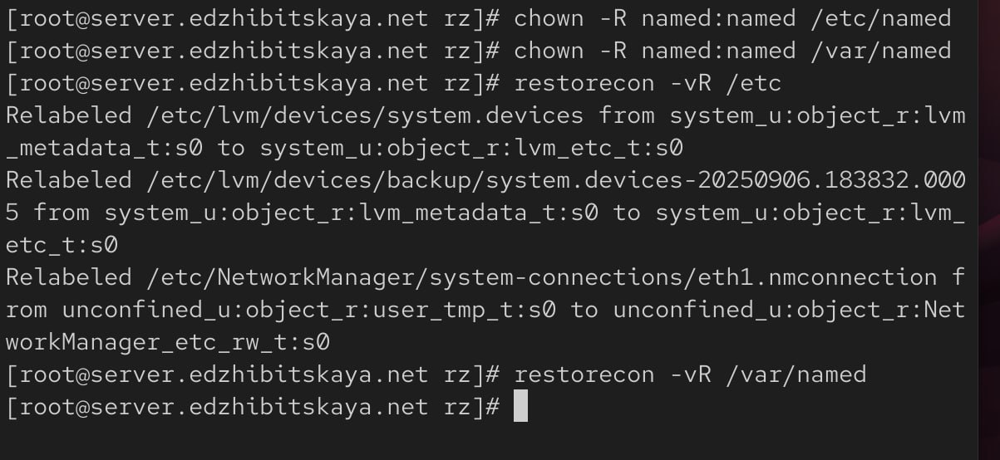 [root@server.edzhibitskaya.net rz]# chown -R named:named /etc/named
[root@server.edzhibitskaya.net rz]# chown -R named:named /var/named
[root@server.edzhibitskaya.net rz]# restorecon -vR /etc
Relabeled /etc/lvm/devices/system.devices from system_u:object_r:lvm
_metadata_t:s0 to system_u:object_r:lvm_etc_t:s0
Relabeled /etc/lvm/devices/backup/system.devices-20250906.183832.000
5 from system_u:object_r:lvm_metadata_t:s0 to system_u:object_r:lvm_
etc_t:s0
Relabeled /etc/NetworkManager/system-connections/eth1.nmconnection f
rom unconfined_u:object_r:user_tmp_t:s0 to unconfined_u:object_r:Net
workManager_etc_rw_t:s0
[root@server.edzhibitskaya.net rz]# restorecon -vR /var/named
[root@server.edzhibitskaya.net rz]#